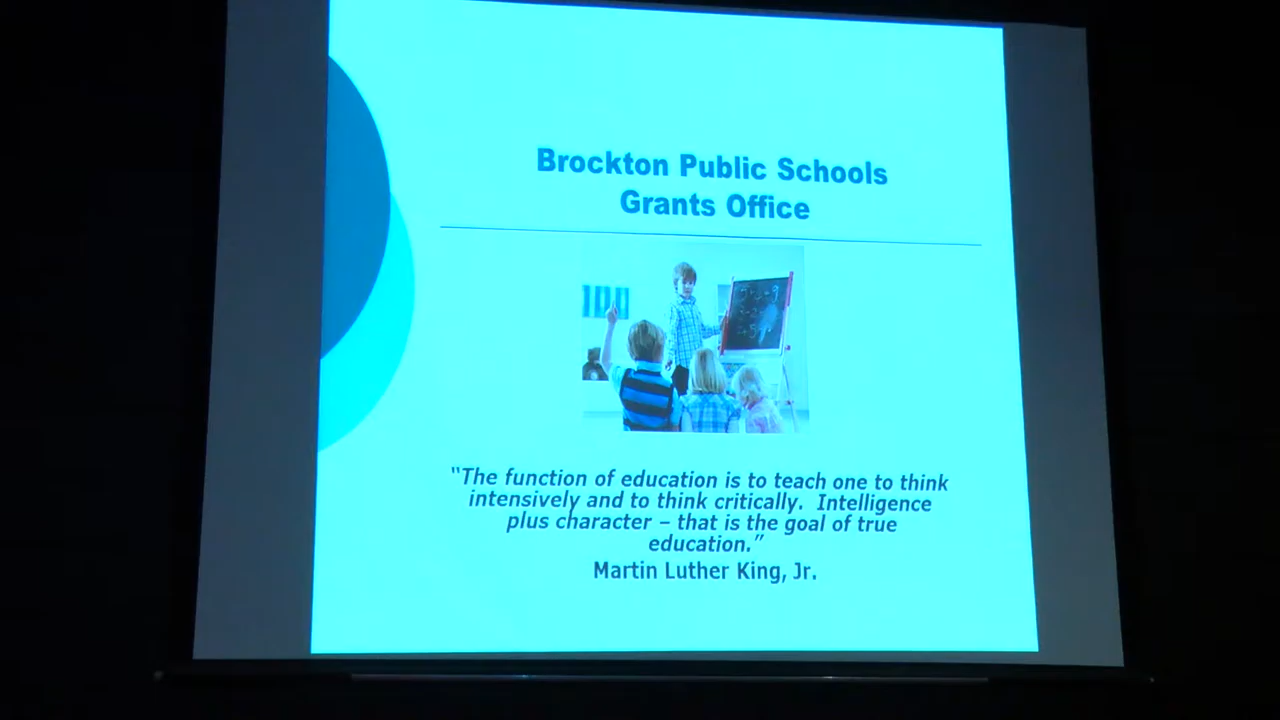 Brockton Public Schools
Grants Office
100
“The function of education is to teach one to think
intensively and to think critically.  Intelligence
plus character – that is the goal of true
education.”
Martin Luther King, Jr.